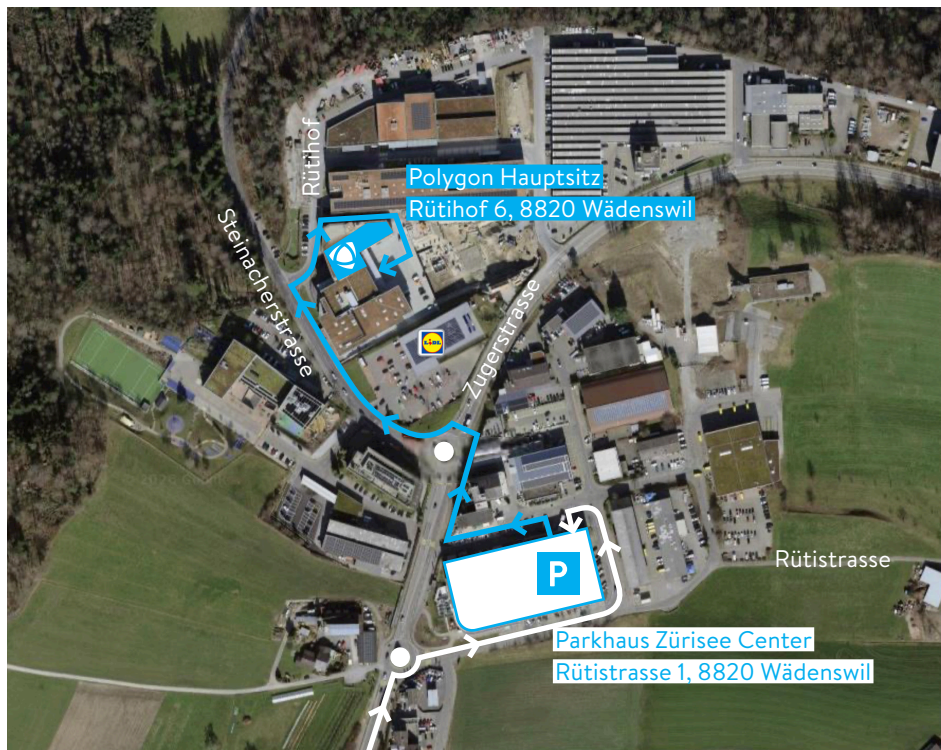 Rütihof
Polygon Hauptsitz
Rütihof 6, 8820 Wädenswil
Steinacherstrasse
LIDL
Zugerstrasse
P
Rütistrasse
Parkhaus Zürisee Center
Rütistrasse 1, 8820 Wädenswil